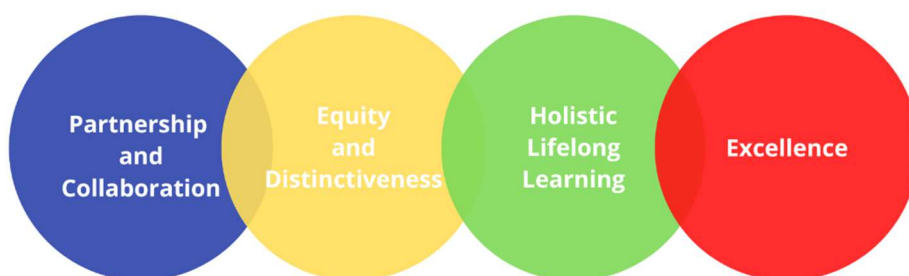 Partnership
and
Collaboration
Equity
and
Distinctiveness
Holistic
Lifelong
Learning
Excellence